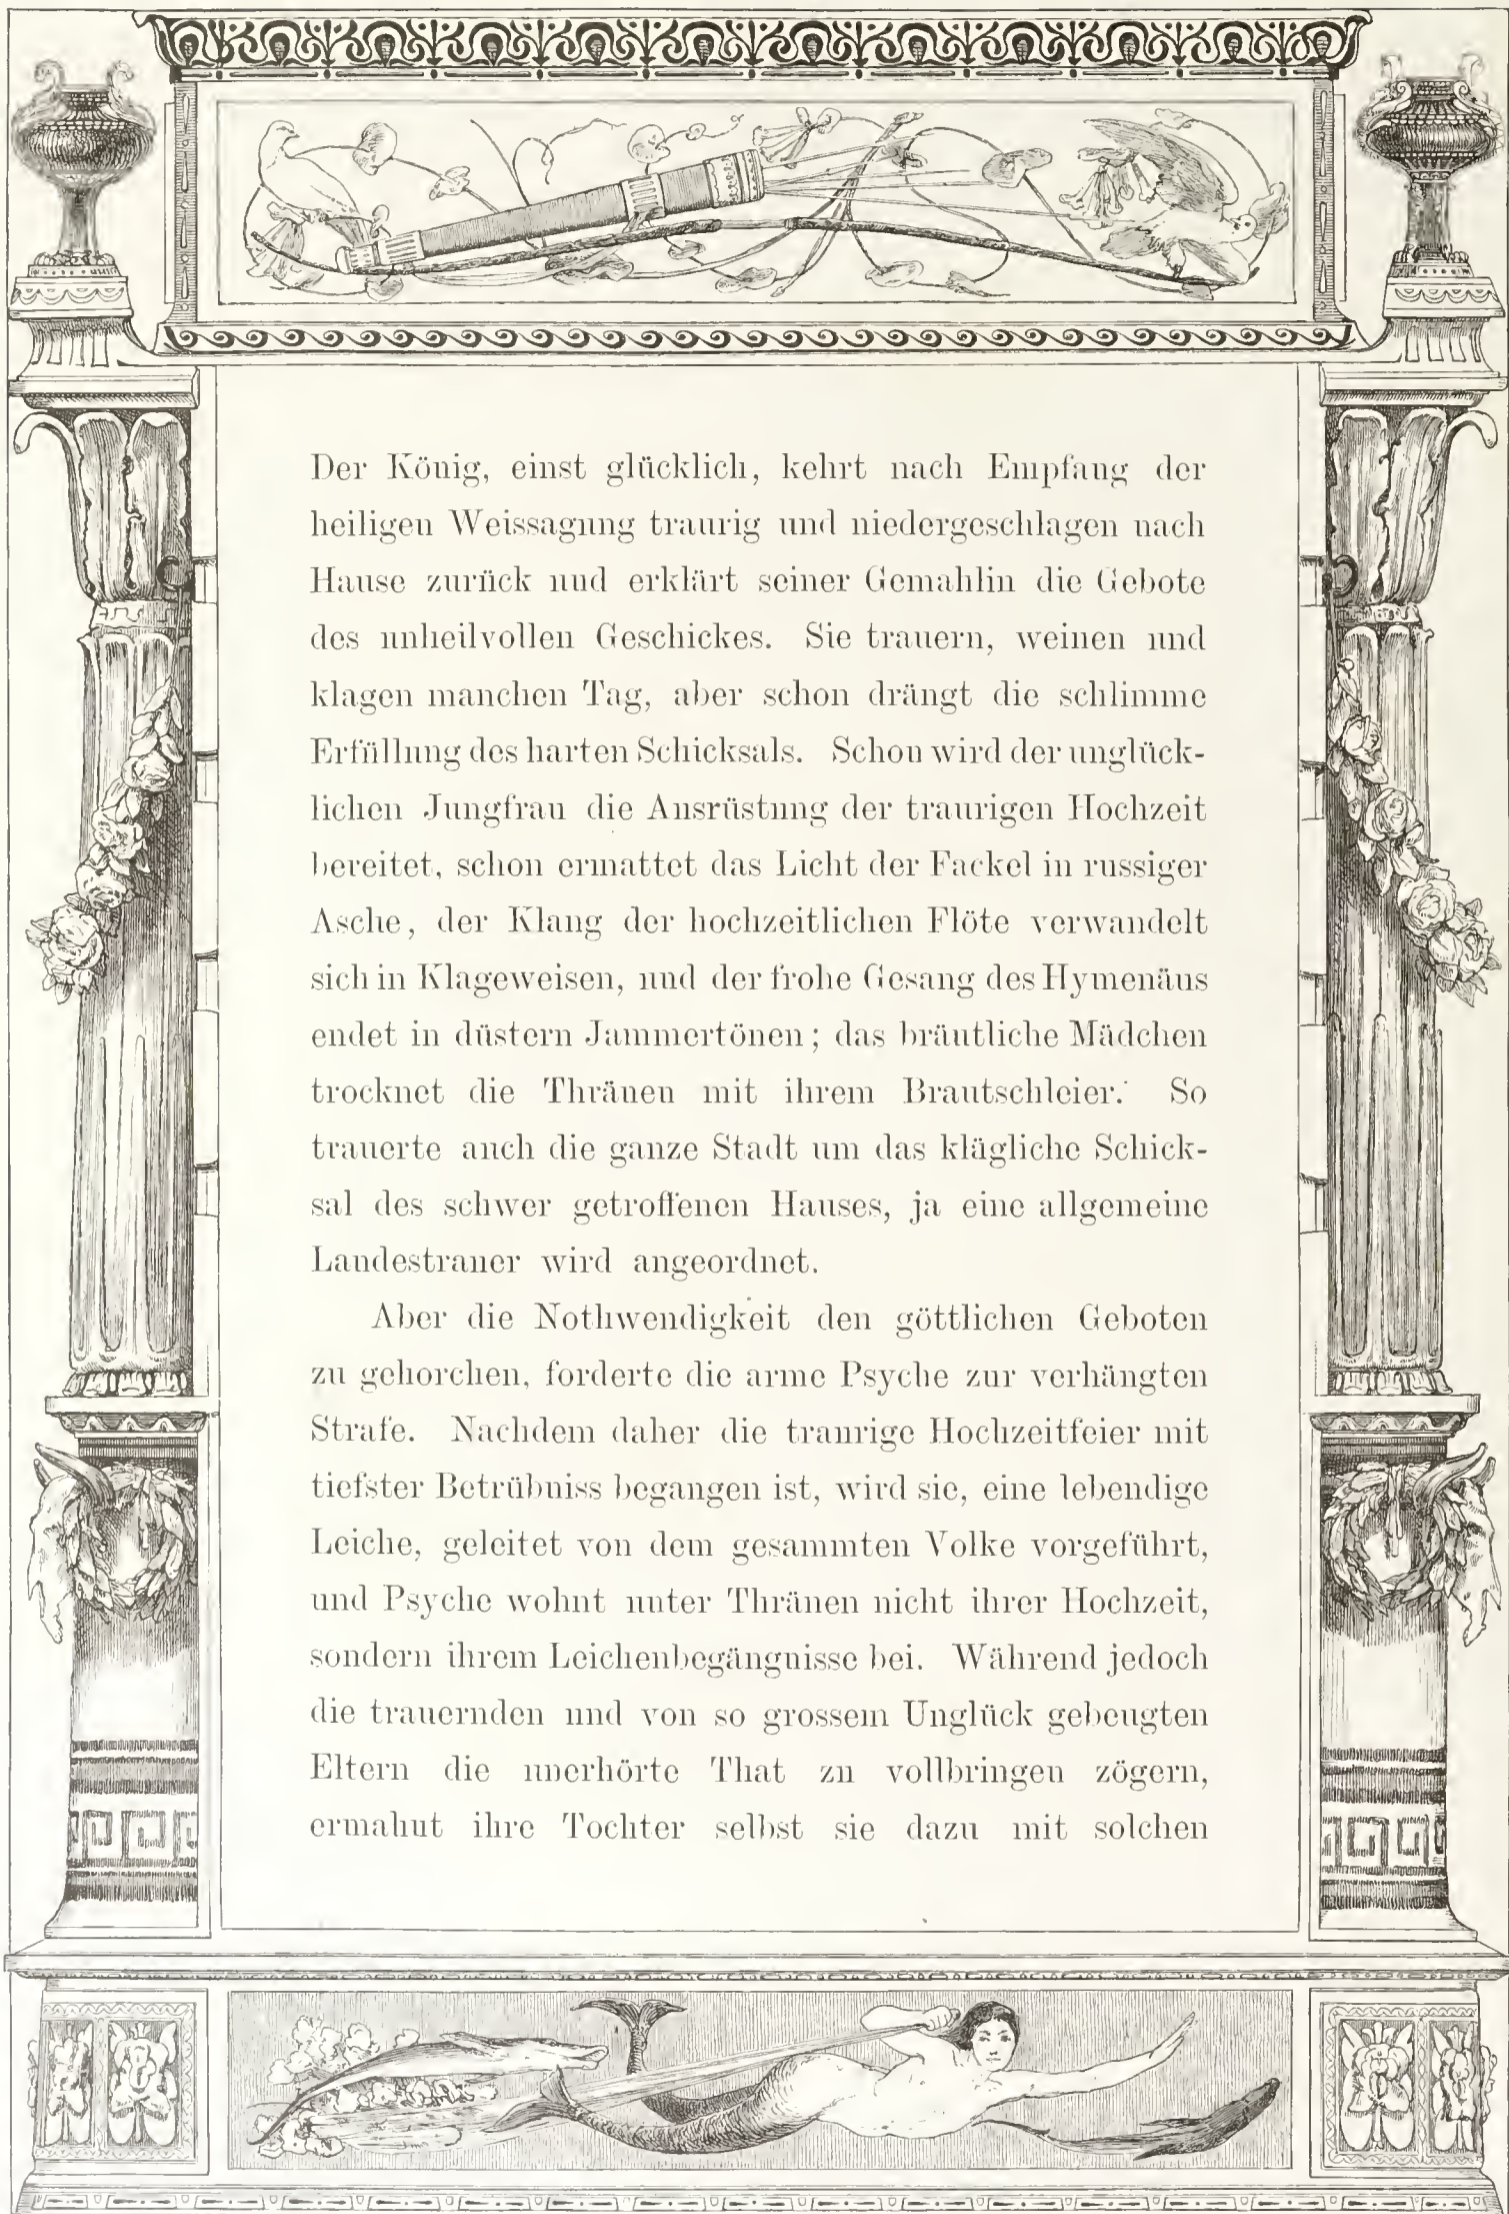 Der König, einst glücklich, kehrt nach Empfang der
heiligen Weissagung traurig und niedergeschlagen nach
Hause zurück und erklärt seiner Gemahlin die Gebote
des unheilvollen Geschickes. Sie trauern, weinen und
klagen manchen Tag, aber schon drängt die schlimme
Erfüllung des harten Schicksals. Schon wird der unglück-
lichen Jungfrau die Ausrüstung der traurigen Hochzeit
bereitet, schon ermattet das Licht der Fackel in russiger
Asche, der Klang der hochzeitlichen Flöte verwandelt
sich in Klageweisen, und der frohe Gesang des Hymenäus
endet in düstern Jammertönen; das bräutliche Mädchen
trocknet die Thränen mit ihrem Brautschleier. So
trauerte auch die ganze Stadt um das klägliche Schick-
sal des schwer getroffenen Hauses, ja eine allgemeine
Landestrauer wird angeordnet.
Aber die Nothwendigkeit den göttlichen Geboten
zu gehorchen, forderte die arme Psyche zur verhängten
Strafe. Nachdem daher die traurige Hochzeitfeier mit
tiefster Betrübniss begangen ist, wird sie, eine lebendige
Leiche, geleitet von dem gesammten Volke vorgeführt,
und Psyche wohnt unter Thränen nicht ihrer Hochzeit,
sondern ihrem Leichenbegängnisse bei. Während jedoch
die trauernden und von so grossem Unglück gebeugten
Eltern die unerhörte That zu vollbringen zögern,
ermahnt ihre Tochter selbst sie dazu mit solchen